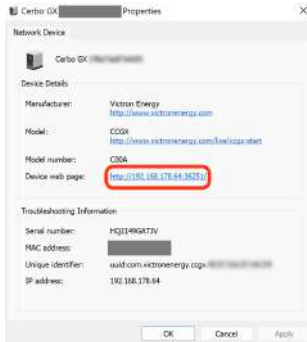 Cerbo GX Properties
Network Device
Cerbo GX
Device Details
Manufacturer: Victron Energy
http://www.victronenergy.com
Model: CCGX
http://www.victronenergy.com/live/ccgx:start
Model number: C00A
Device web page: http://192.168.178.64:36251/
Troubleshooting Information
Serial number: HQ2149GAT3V
MAC address:
Unique identifier: uuid:com.victronenergy.ccgx.
IP address: 192.168.178.64
OK Cancel Apply